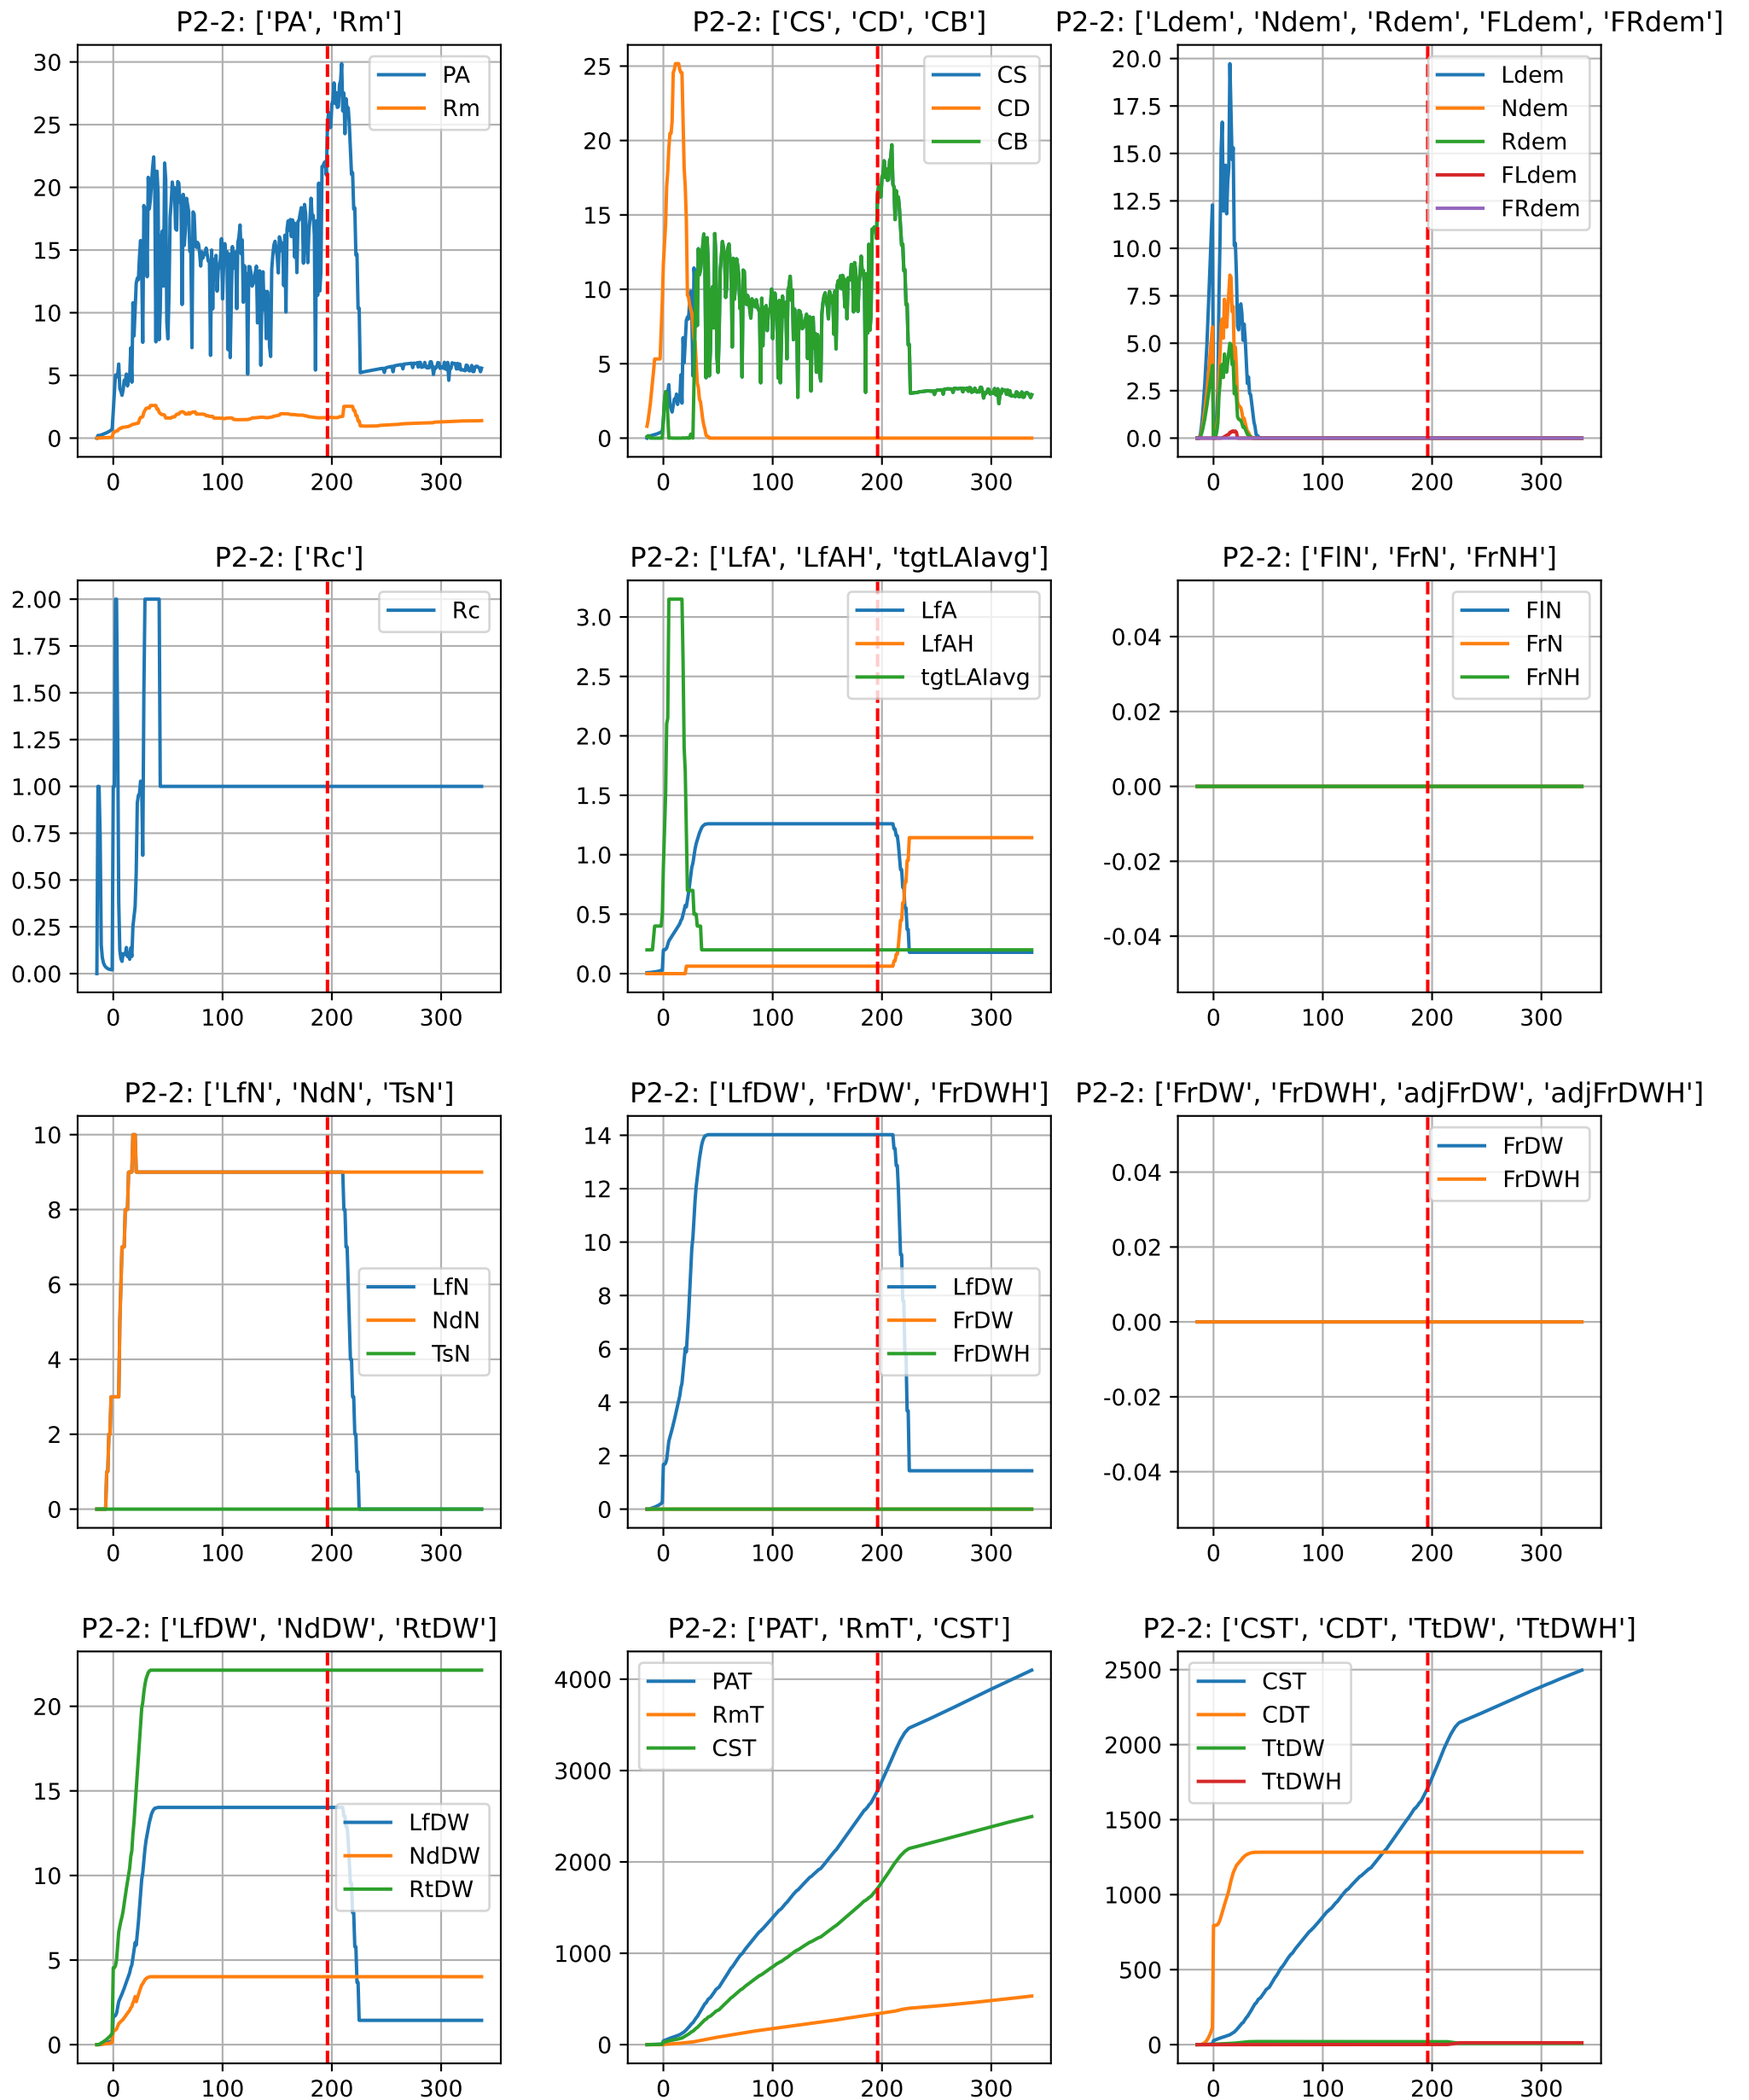 P2-2: ['PA', 'Rm']
30
25
20
15
10
5
0
0 100 200 300
PA
Rm
P2-2: ['CS', 'CD', 'CB']
25
20
15
10
5
0
0 100 200 300
CS
CD
CB
P2-2: ['Ldem', 'Ndem', 'Rdem', 'FLdem', 'FRdem']
20.0
17.5
15.0
12.5
10.0
7.5
5.0
2.5
0.0
0 100 200 300
Ldem
Ndem
Rdem
FLdem
FRdem
P2-2: ['Rc']
2.00
1.75
1.50
1.25
1.00
0.75
0.50
0.25
0.00
0 100 200 300
Rc
P2-2: ['LfA', 'LfAH', 'tgtLAIavg']
3.0
2.5
2.0
1.5
1.0
0.5
0.0
0 100 200 300
LfA
LfAH
tgtLAIavg
P2-2: ['FlN', 'FrN', 'FrNH']
0.04
0.02
0.00
-0.02
-0.04
0 100 200 300
FlN
FrN
FrNH
P2-2: ['LfN', 'NdN', 'TsN']
10
8
6
4
2
0
0 100 200 300
LfN
NdN
TsN
P2-2: ['LfDW', 'FrDW', 'FrDWH']
14
12
10
8
6
4
2
0
0 100 200 300
LfDW
FrDW
FrDWH
P2-2: ['FrDW', 'FrDWH', 'adjFrDW', 'adjFrDWH']
0.04
0.02
0.00
-0.02
-0.04
0 100 200 300
FrDW
FrDWH
P2-2: ['LfDW', 'NdDW', 'RtDW']
20
15
10
5
0
0 100 200 300
LfDW
NdDW
RtDW
P2-2: ['PAT', 'RmT', 'CST']
4000
3000
2000
1000
0
0 100 200 300
PAT
RmT
CST
P2-2: ['CST', 'CDT', 'TtDW', 'TtDWH']
2500
2000
1500
1000
500
0
0 100 200 300
CST
CDT
TtDW
TtDWH